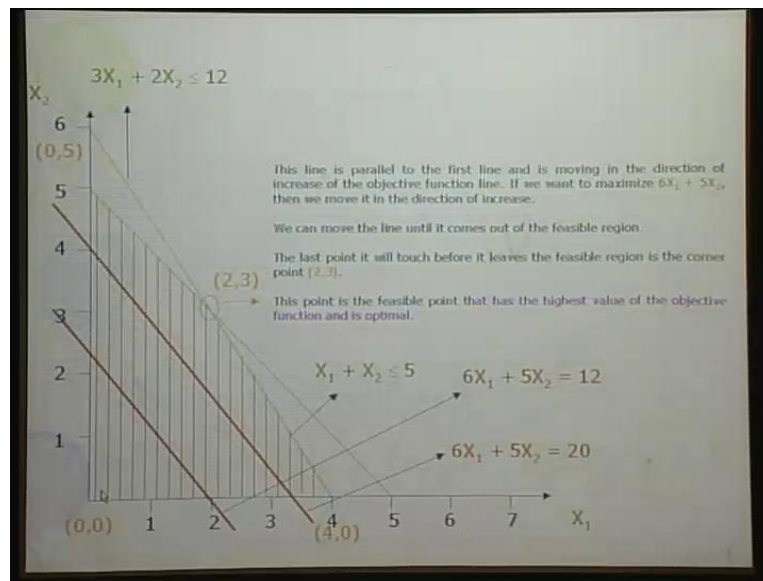 3X₁ + 2X₂ ≤ 12
X₂
6
(0,5)
5
4
3
2
1
This line is parallel to the first line and is moving in the direction of
increase of the objective function line. If we want to maximize 6X₁ + 5X₂,
then we move it in the direction of increase.
We can move the line until it comes out of the feasible region.
The last point it will touch before it leaves the feasible region is the corner
point (2,3).
This point is the feasible point that has the highest value of the objective
function and is optimal.
(2,3)
X₁ + X₂ ≤ 5
6X₁ + 5X₂ = 12
6X₁ + 5X₂ = 20
(0,0)
1
2
3
4
5
6
7
X₁
(4,0)